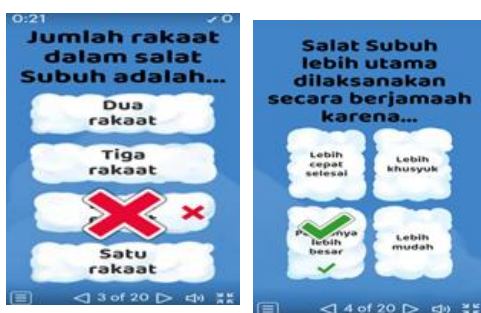 0:21
✓ 0
Jumlah rakaat
dalam salat
Subuh adalah...
Dua
rakaat
Tiga
rakaat
Satu
rakaat
3 of 20
Salat Subuh
lebih utama
dilaksanakan
secara berjamaah
karena...
Lebih
cepat
selesai
Lebih
khusyuk
lebih
besar
Lebih
mudah
4 of 20